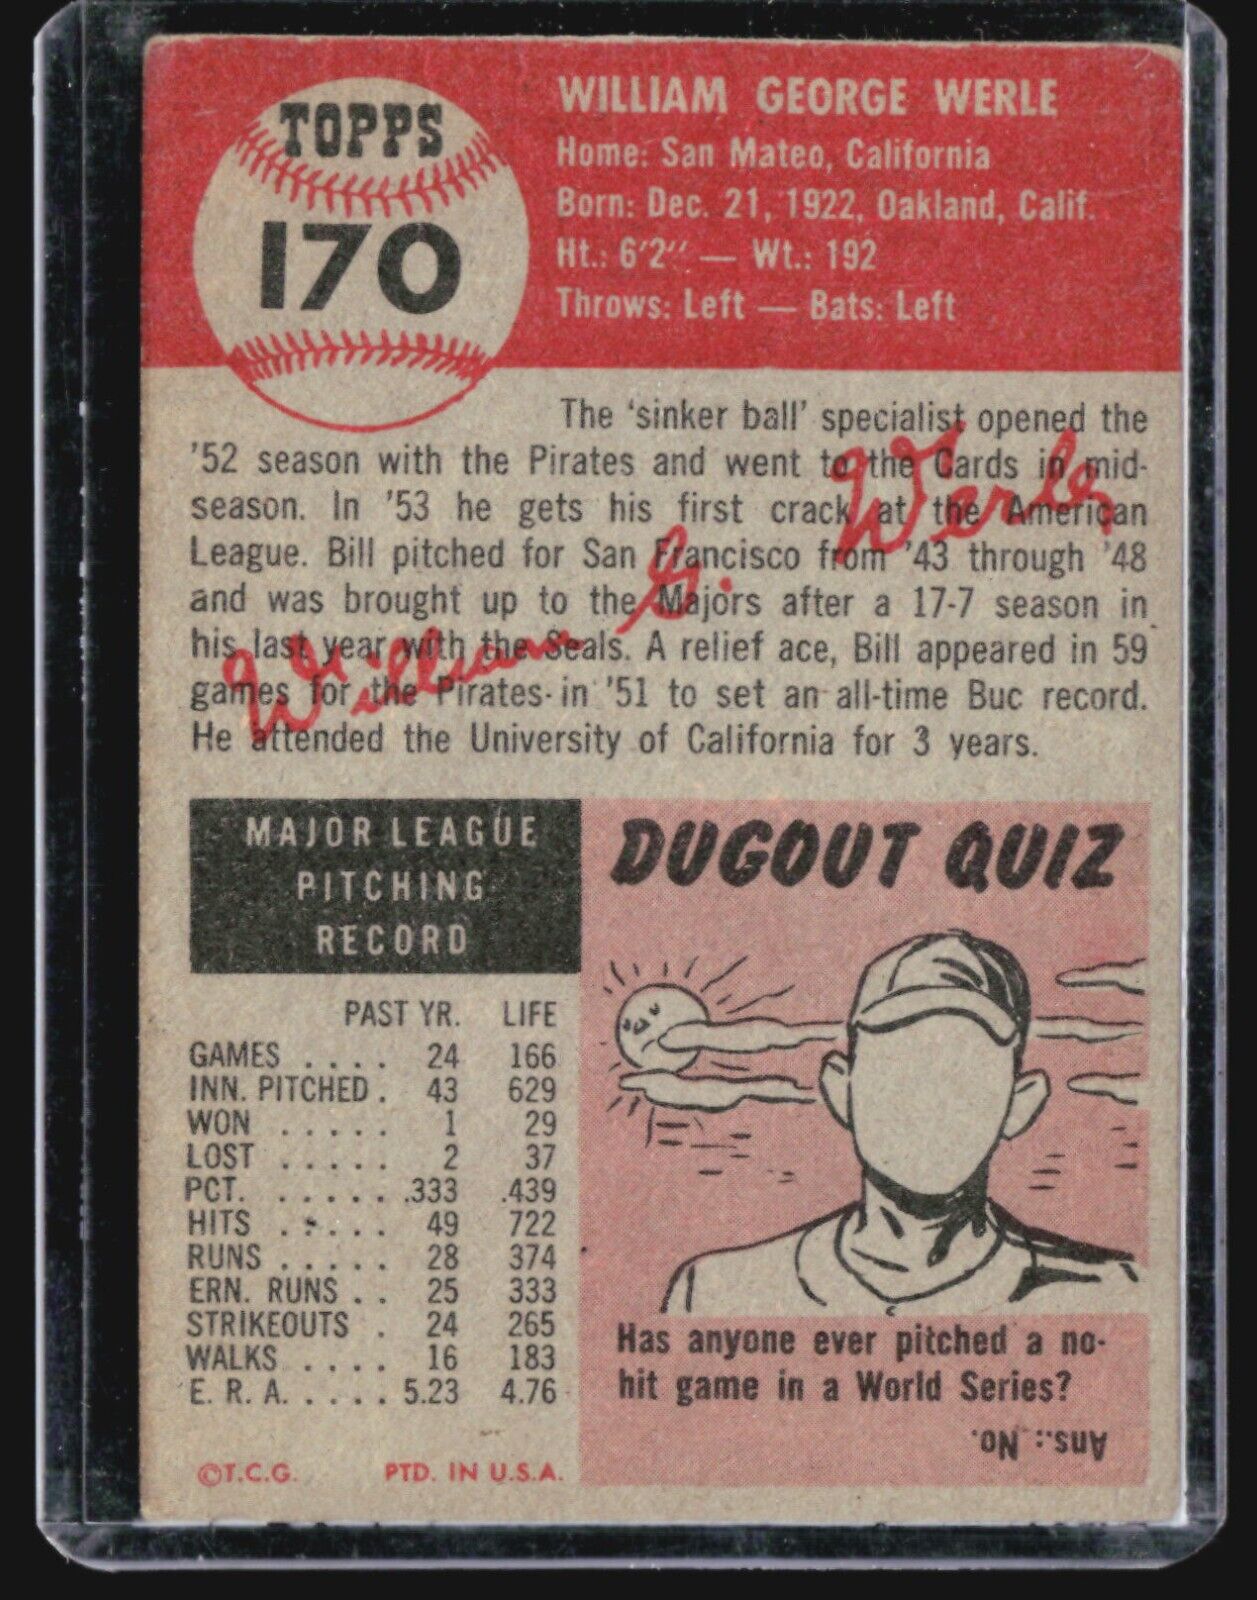 TOPPS
170
WILLIAM GEORGE WERLE
Home: San Mateo, California
Born: Dec. 21, 1922, Oakland, Calif.
Ht.: 6'2" — Wt.: 192
Throws: Left — Bats: Left
The 'sinker ball' specialist opened the
'52 season with the Pirates and went to the Cards in mid-
season. In '53 he gets his first crack at the American
League. Bill pitched for San Francisco from '43 through '48
and was brought up to the Majors after a 17-7 season in
his last year with the Seals. A relief ace, Bill appeared in 59
games for the Pirates in '51 to set an all-time Buc record.
He attended the University of California for 3 years.
William G. Werle
MAJOR LEAGUE
PITCHING
RECORD
PAST YR. LIFE
GAMES . . . . 24 166
INN. PITCHED . 43 629
WON . . . . . 1 29
LOST . . . . . 2 37
PCT. . . . . . . .333 .439
HITS . . . . . 49 722
RUNS . . . . . 28 374
ERN. RUNS . . 25 333
STRIKEOUTS . 24 265
WALKS . . . . 16 183
E. R. A. . . . . . 5.23 4.76
©T.C.G. PTD. IN U.S.A.
DUGOUT QUIZ
Has anyone ever pitched a no-
hit game in a World Series?
Ans.: No.